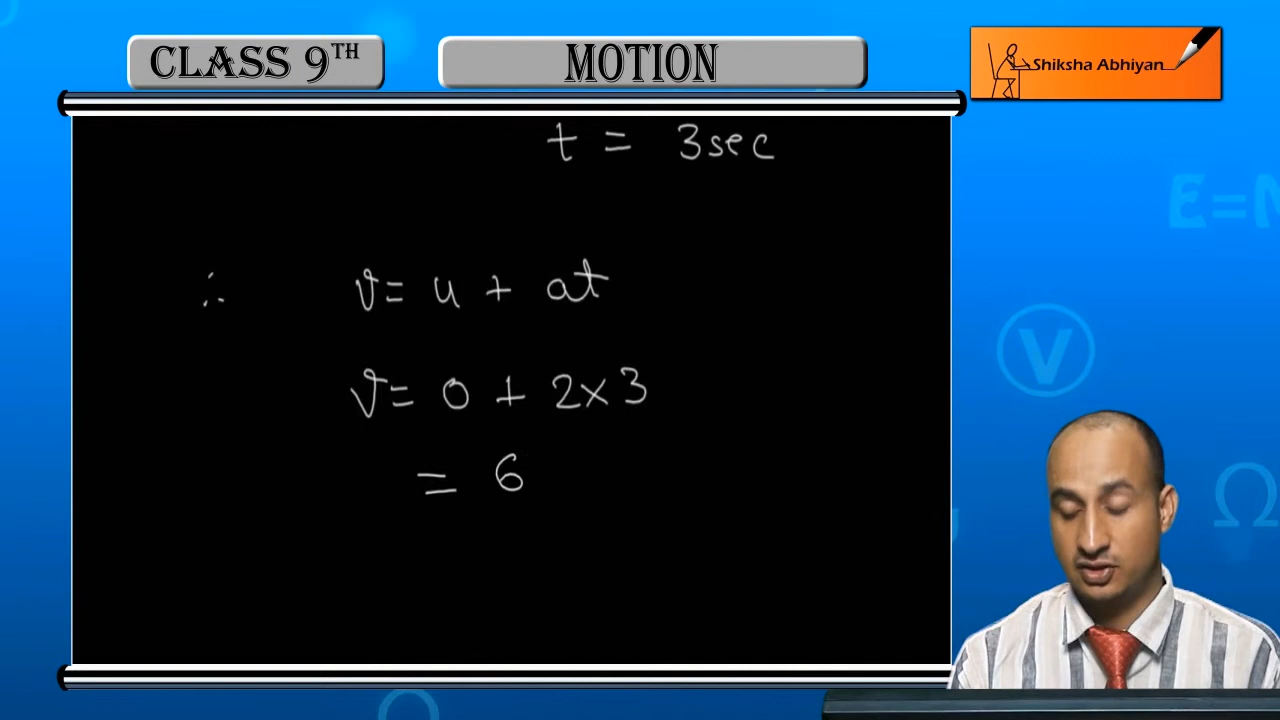 CLASS 9TH
MOTION
Shiksha Abhiyan
t = 3sec
∴ v = u + at
v = 0 + 2 x 3
= 6
E=
V
Ω